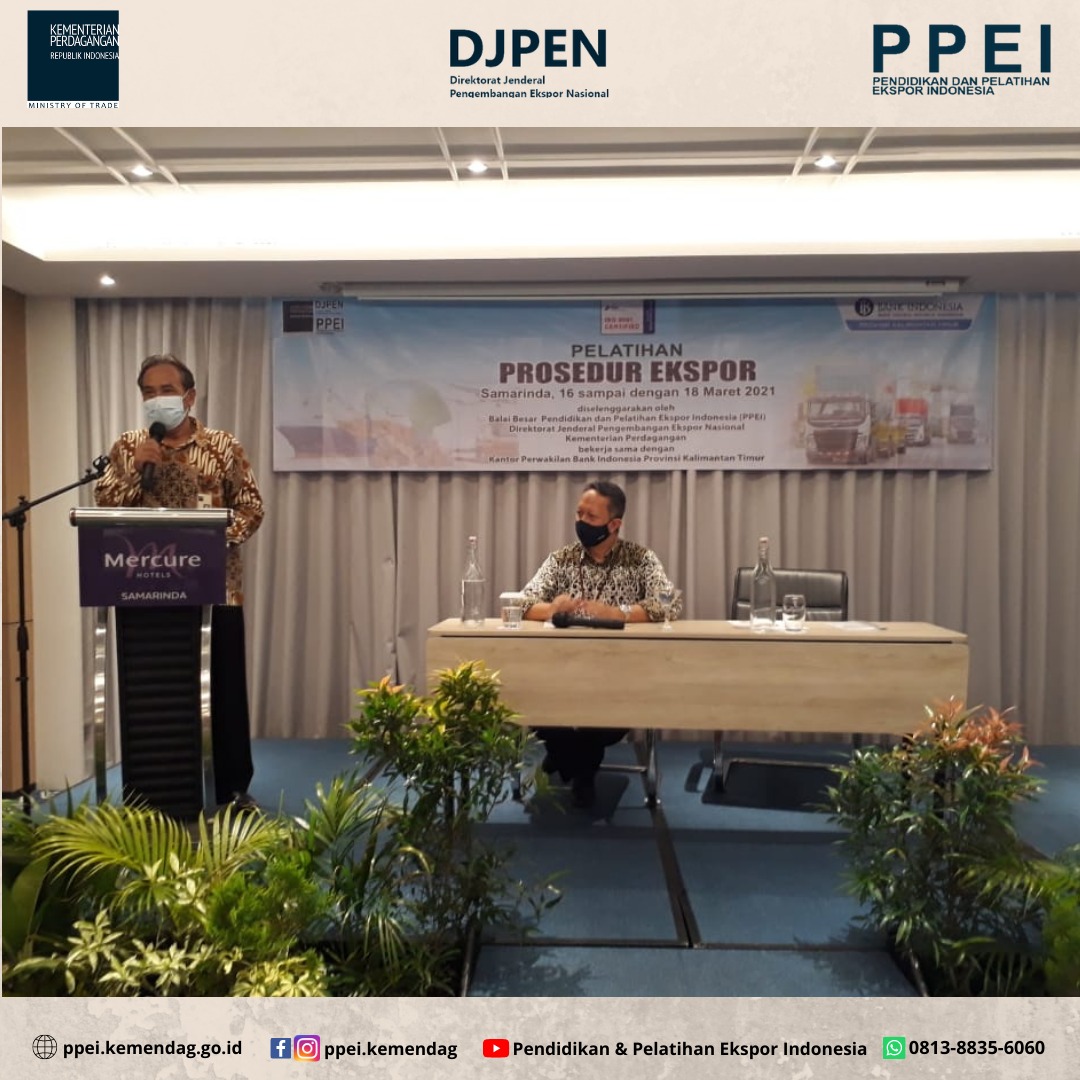 KEMENTERIAN
PERDAGANGAN
REPUBLIK INDONESIA
MINISTRY OF TRADE
DJPEN
Direktorat Jenderal
Pengembangan Ekspor Nasional
PPEI
PENDIDIKAN DAN PELATIHAN
EKSPOR INDONESIA
DJPEN
PPEI
ISO 9001
CERTIFIED
BANK INDONESIA
PELATIHAN
PROSEDUR EKSPOR
Samarinda, 16 sampai dengan 18 Maret 2021
diselenggarakan oleh
Balai Besar Pendidikan dan Pelatihan Ekspor Indonesia (PPEI)
Direktorat Jenderal Pengembangan Ekspor Nasional
Kementerian Perdagangan
bekerja sama dengan
Kantor Perwakilan Bank Indonesia Provinsi Kalimantan Timur
Mercure
HOTELS
SAMARINDA
ppei.kemendag.go.id
ppei.kemendag
Pendidikan & Pelatihan Ekspor Indonesia
0813-8835-6060